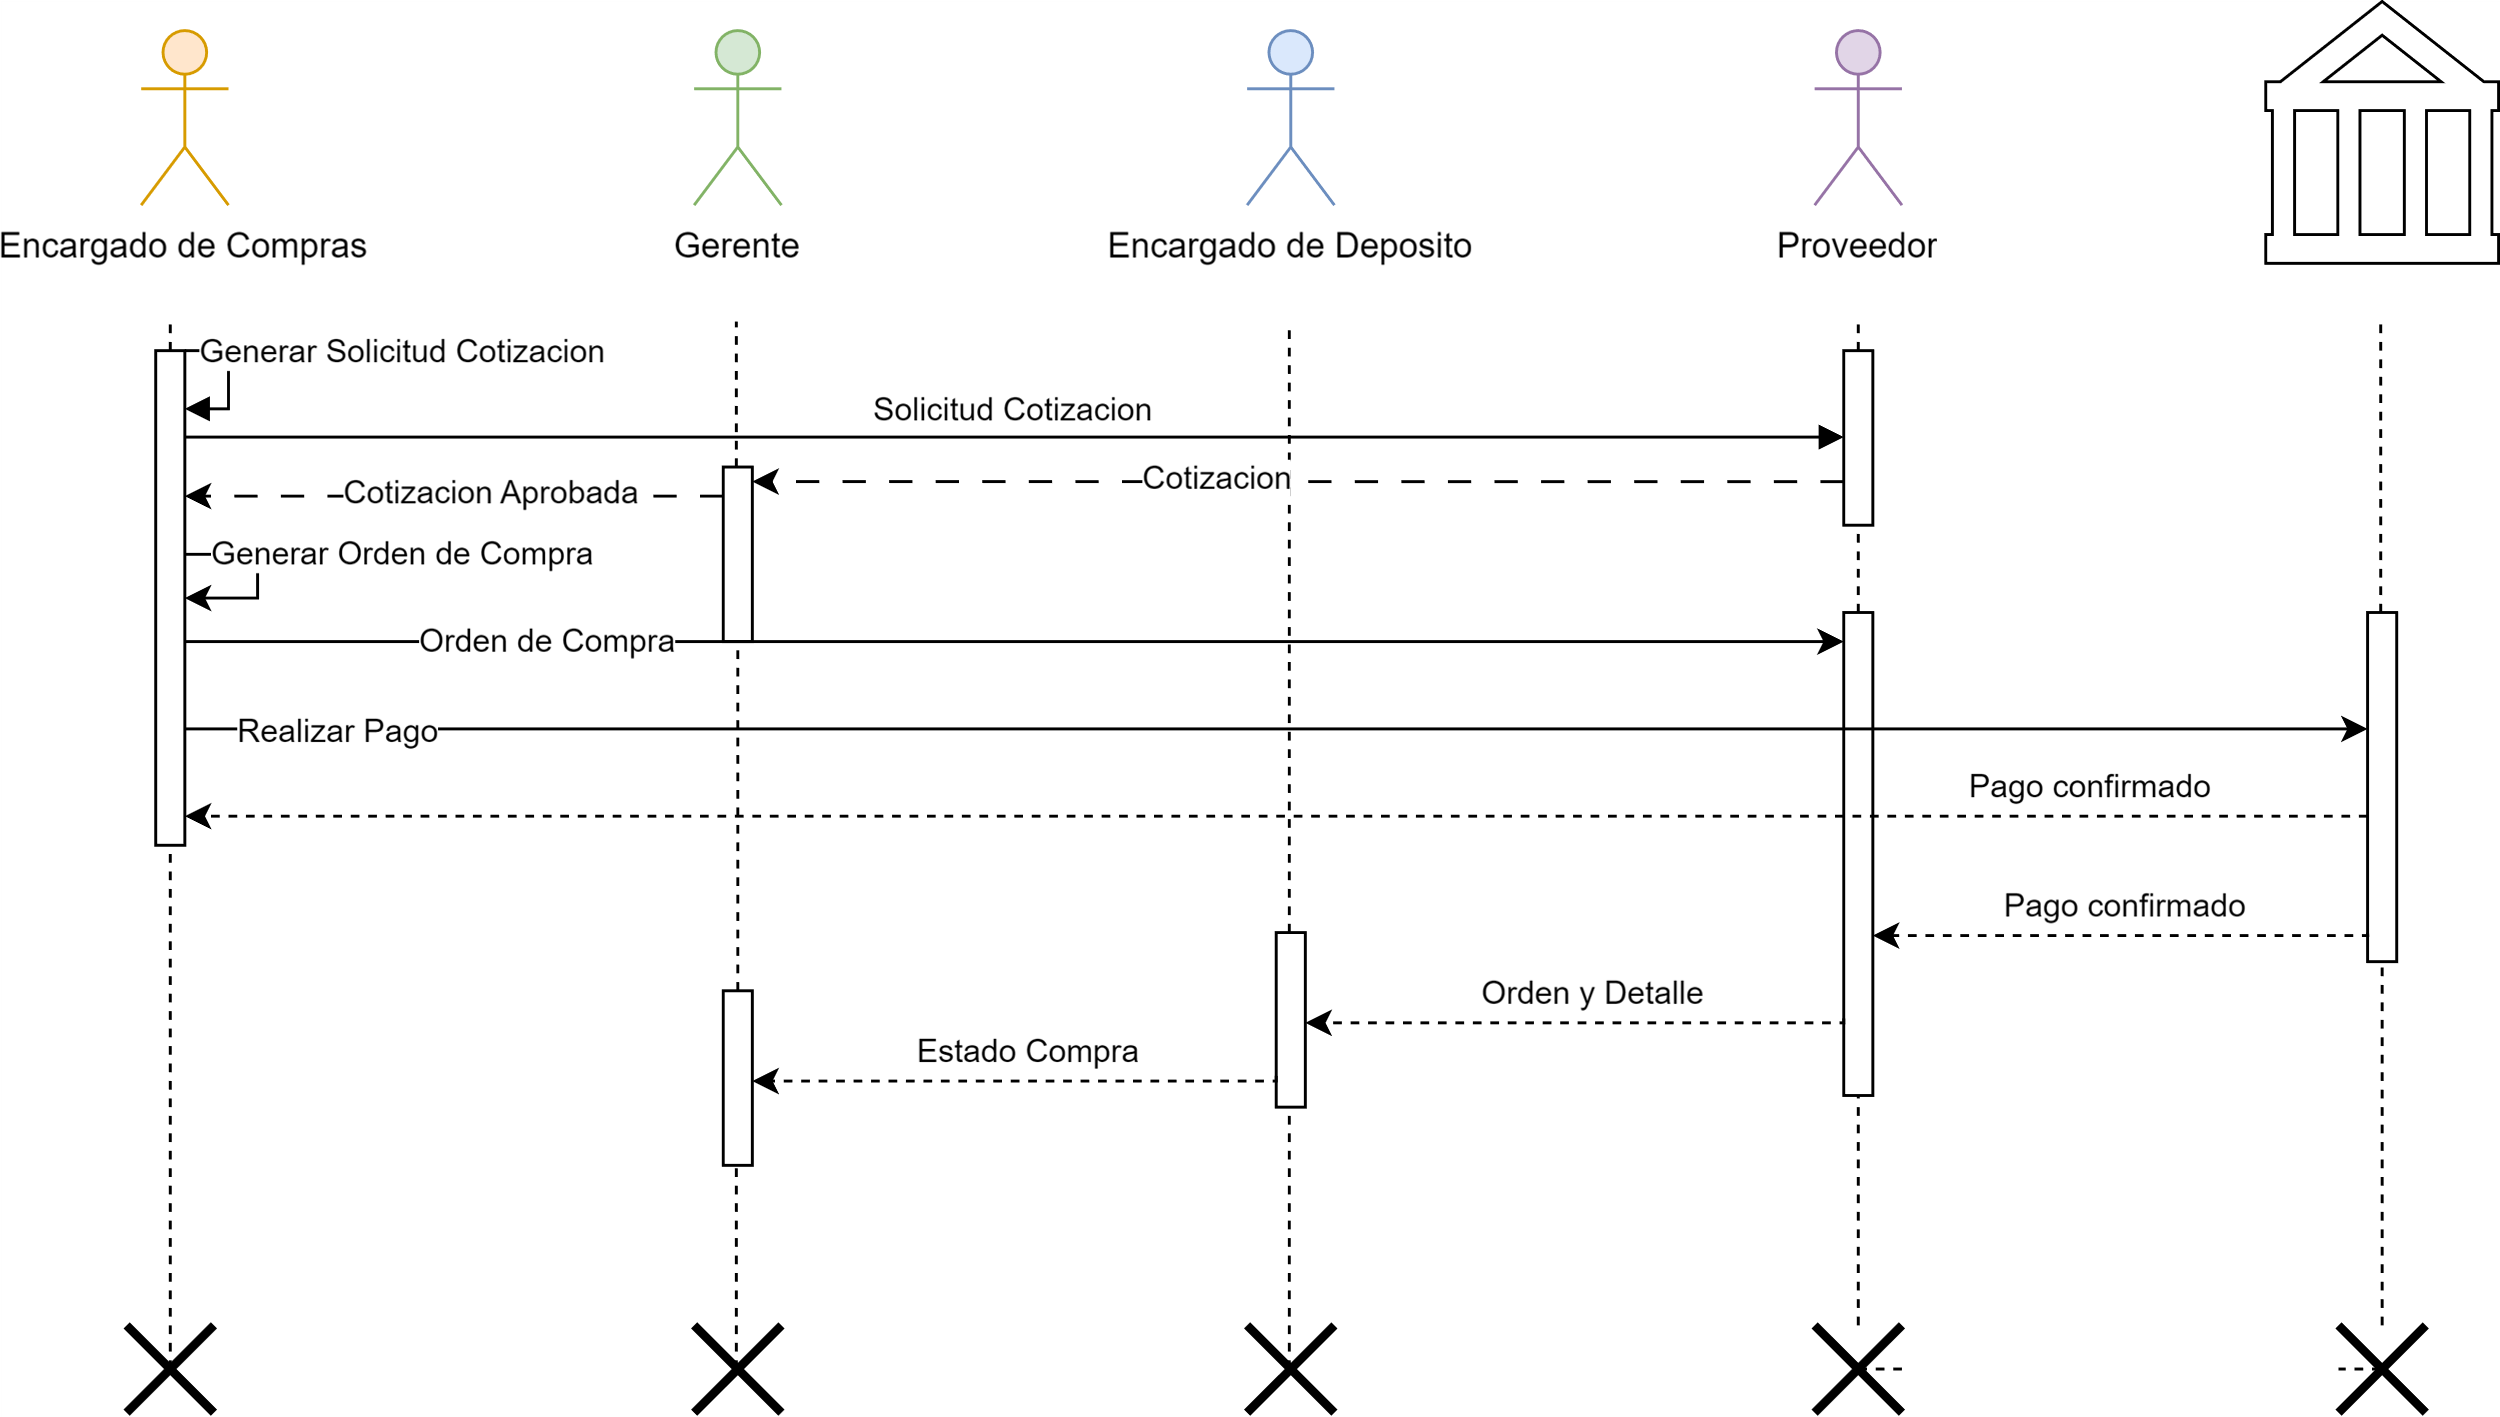 Encargado de Compras
Gerente
Encargado de Deposito
Proveedor
Generar Solicitud Cotizacion
Solicitud Cotizacion
Cotizacion
Cotizacion Aprobada
Generar Orden de Compra
Orden de Compra
Realizar Pago
Pago confirmado
Pago confirmado
Orden y Detalle
Estado Compra